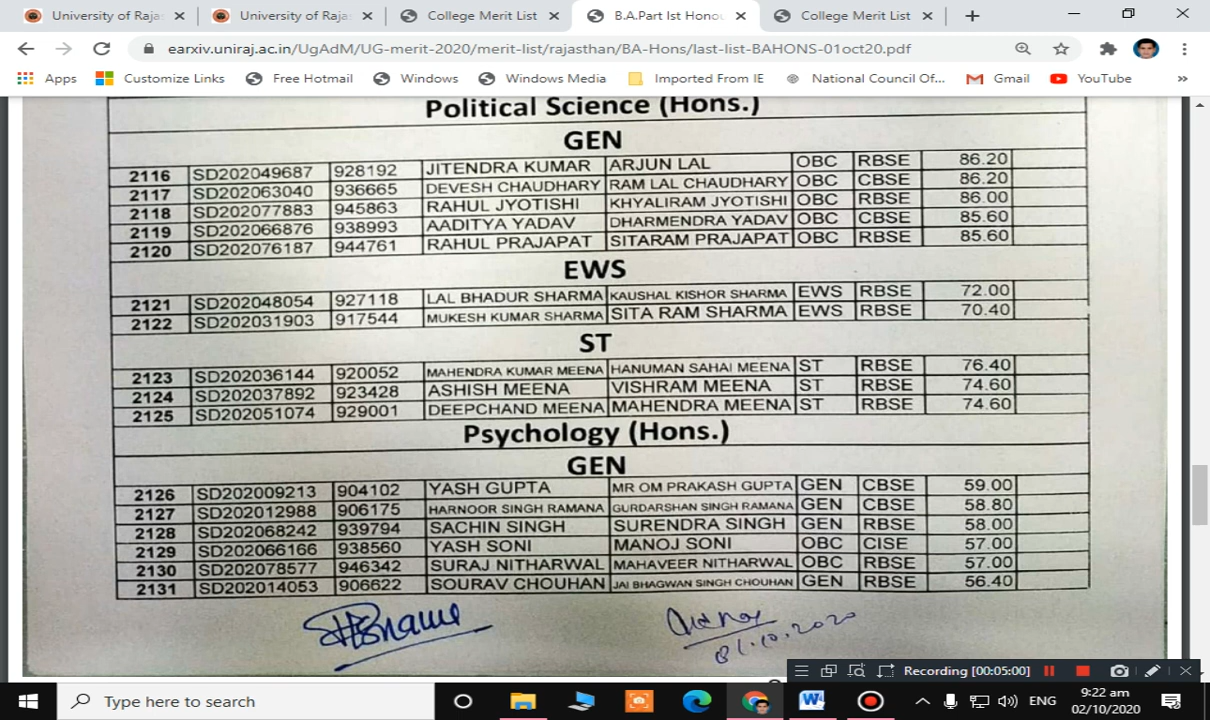 University of Rajas
University of Rajas
College Merit List
B.A.Part Ist Honou
College Merit List
earxiv.uniraj.ac.in/UgAdM/UG-merit-2020/merit-list/rajasthan/BA-Hons/last-list-BAHONS-01oct20.pdf
Apps Customize Links Free Hotmail Windows Windows Media Imported From IE National Council Of... Gmail YouTube »
Political Science (Hons.)
GEN
2116 SD202049687 928192 JITENDRA KUMAR ARJUN LAL OBC RBSE 86.20
2117 SD202063040 936665 DEVESH CHAUDHARY RAM LAL CHAUDHARY OBC CBSE 86.20
2118 SD202077883 945863 RAHUL JYOTISHI KHYALIRAM JYOTISHI OBC RBSE 86.00
2119 SD202066876 938993 AADITYA YADAV DHARMENDRA YADAV OBC CBSE 85.60
2120 SD202076187 944761 RAHUL PRAJAPAT SITARAM PRAJAPAT OBC RBSE 85.60
EWS
2121 SD202048054 927118 LAL BHADUR SHARMA KAUSHAL KISHOR SHARMA EWS RBSE 72.00
2122 SD202031903 917544 MUKESH KUMAR SHARMA SITA RAM SHARMA EWS RBSE 70.40
ST
2123 SD202036144 920052 MAHENDRA KUMAR MEENA HANUMAN SAHAI MEENA ST RBSE 76.40
2124 SD202037892 923428 ASHISH MEENA VISHRAM MEENA ST RBSE 74.60
2125 SD202051074 929001 DEEPCHAND MEENA MAHENDRA MEENA ST RBSE 74.60
Psychology (Hons.)
GEN
2126 SD202009213 904102 YASH GUPTA MR OM PRAKASH GUPTA GEN CBSE 59.00
2127 SD202012988 906175 HARNOOR SINGH RAMANA GURDARSHAN SINGH RAMANA GEN CBSE 58.80
2128 SD202068242 939794 SACHIN SINGH SURENDRA SINGH GEN RBSE 58.00
2129 SD202066166 938560 YASH SONI MANOJ SONI OBC CISE 57.00
2130 SD202078577 946342 SURAJ NITHARWAL MAHAVEER NITHARWAL OBC RBSE 57.00
2131 SD202014053 906622 SOURAV CHOUHAN JAI BHAGWAN SINGH CHOUHAN GEN RBSE 56.40
Recording [00:05:00]
Type here to search
ENG
9:22 am
02/10/2020